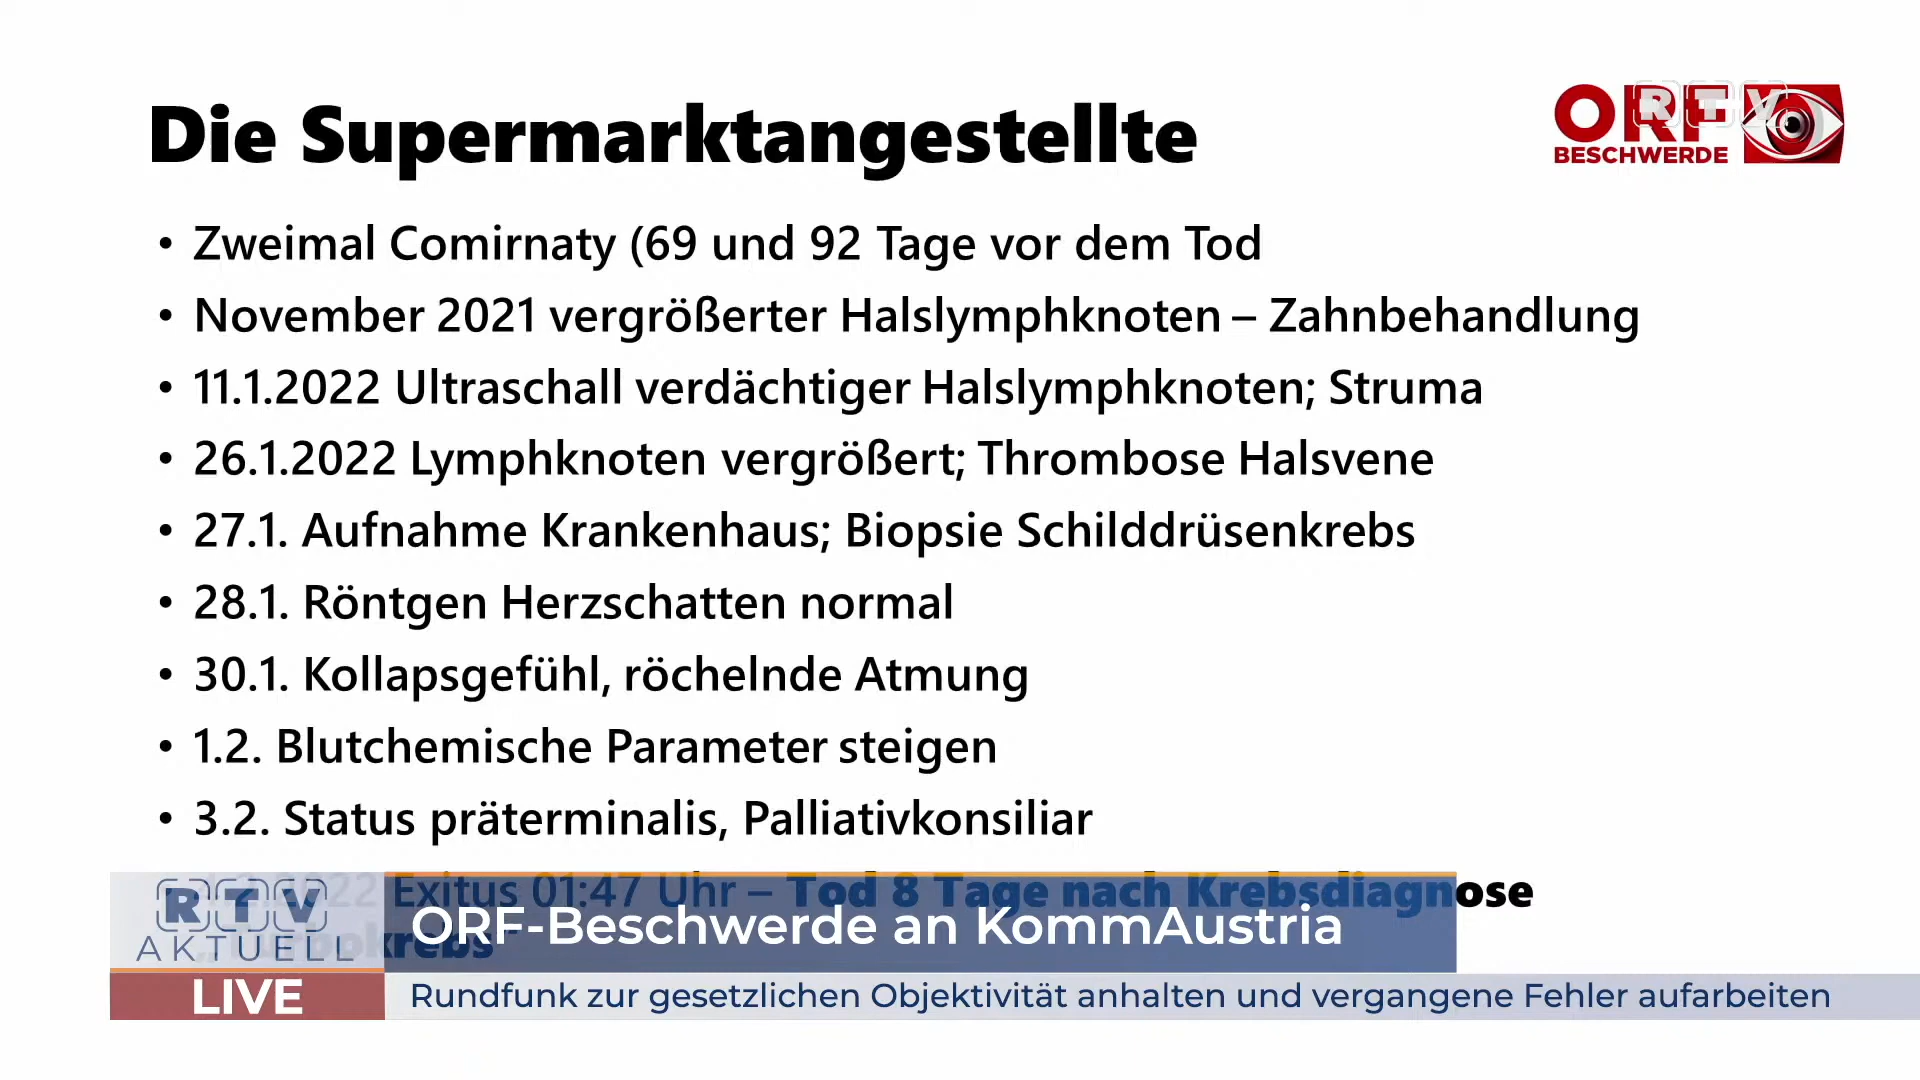 Die Supermarktangestellte
ORF
RTV
BESCHWERDE
• Zweimal Comirnaty (69 und 92 Tage vor dem Tod
• November 2021 vergrößerter Halslymphknoten – Zahnbehandlung
• 11.1.2022 Ultraschall verdächtiger Halslymphknoten; Struma
• 26.1.2022 Lymphknoten vergrößert; Thrombose Halsvene
• 27.1. Aufnahme Krankenhaus; Biopsie Schilddrüsenkrebs
• 28.1. Röntgen Herzschatten normal
• 30.1. Kollapsgefühl, röchelnde Atmung
• 1.2. Blutchemische Parameter steigen
• 3.2. Status präterminalis, Palliativkonsiliar
Exitus 01:47 Uhr – Tod 8 Tage nach Krebsdiagnose
RTV
AKTUELL
ORF-Beschwerde an KommAustria
LIVE
Rundfunk zur gesetzlichen Objektivität anhalten und vergangene Fehler aufarbeiten